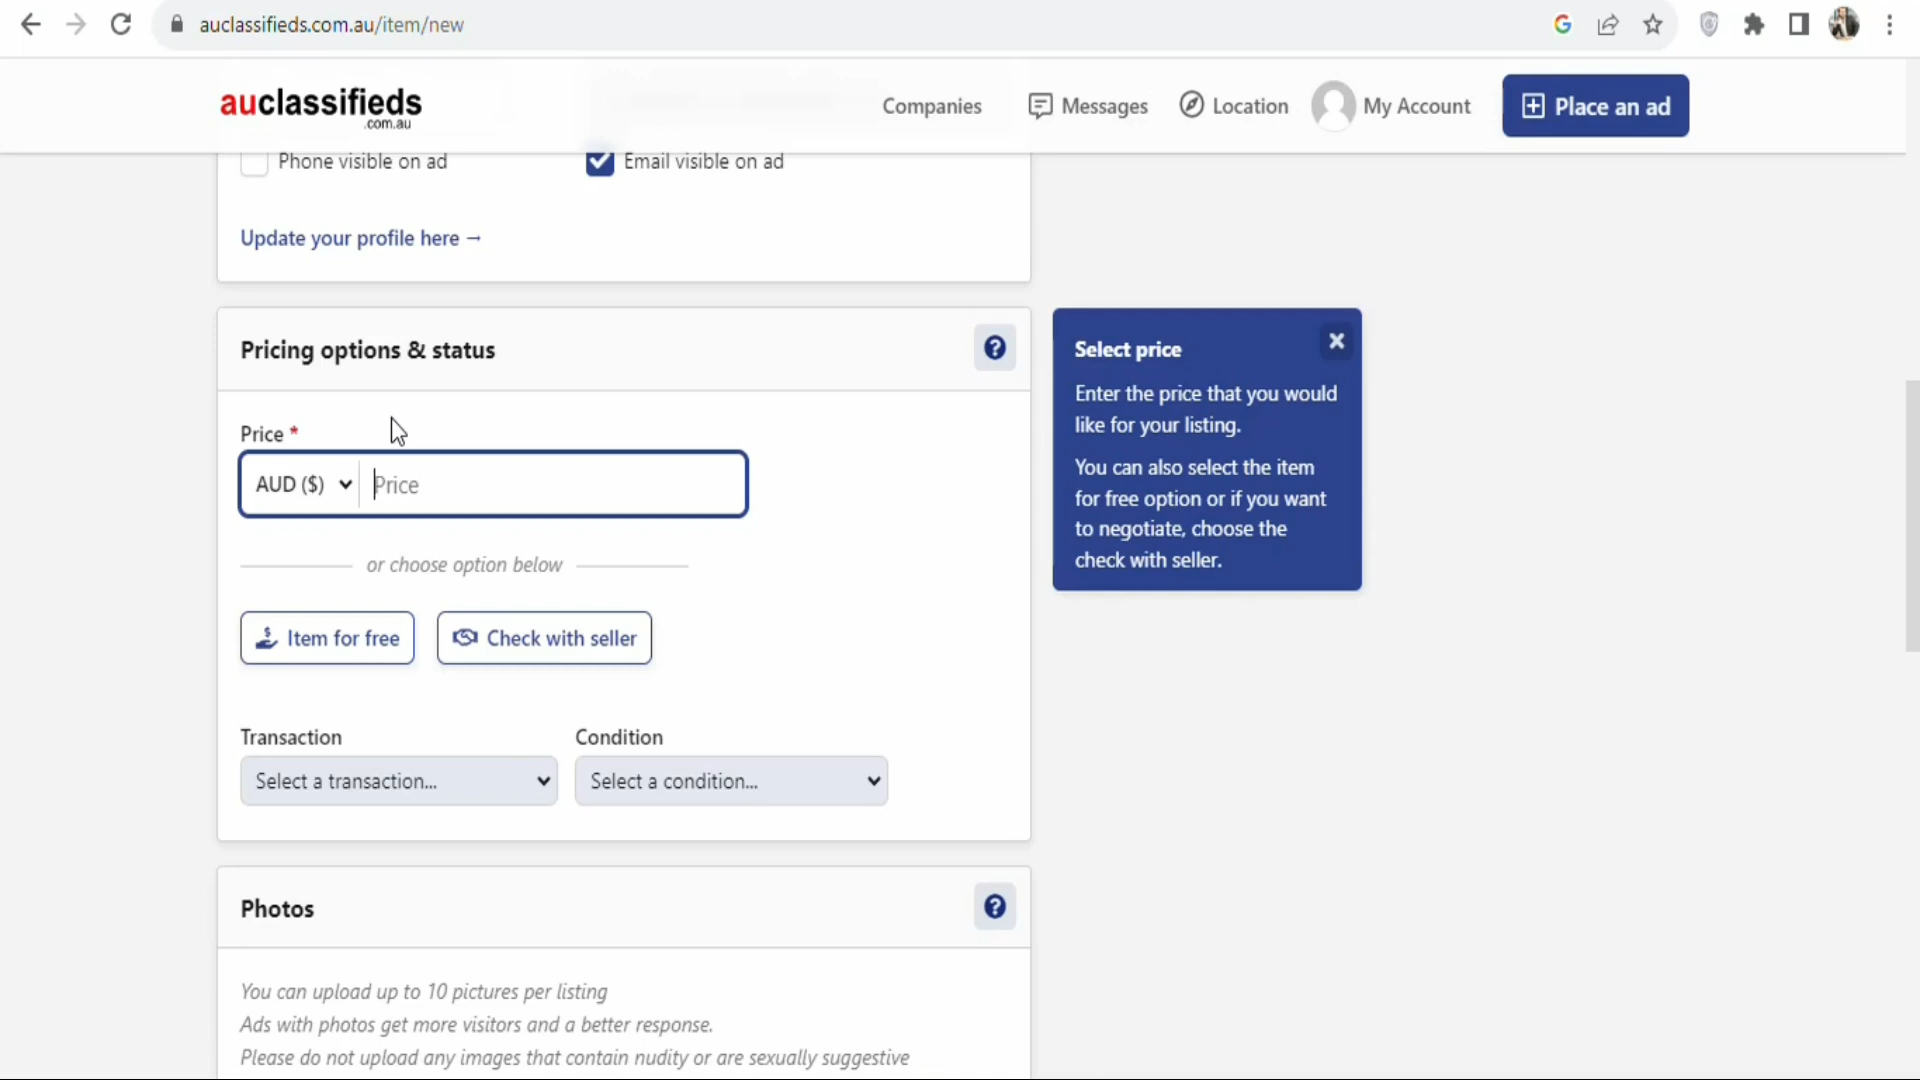 auclassifieds.com.au/item/new
auclassifieds
.com.au
Companies
Messages
Location
My Account
Place an ad
Phone visible on ad
Email visible on ad
Update your profile here →
Pricing options & status
Price *
AUD ($)
Price
or choose option below
Item for free
Check with seller
Transaction
Condition
Select a transaction...
Select a condition...
Select price
Enter the price that you would
like for your listing.
You can also select the item
for free option or if you want
to negotiate, choose the
check with seller.
Photos
You can upload up to 10 pictures per listing
Ads with photos get more visitors and a better response.
Please do not upload any images that contain nudity or are sexually suggestive